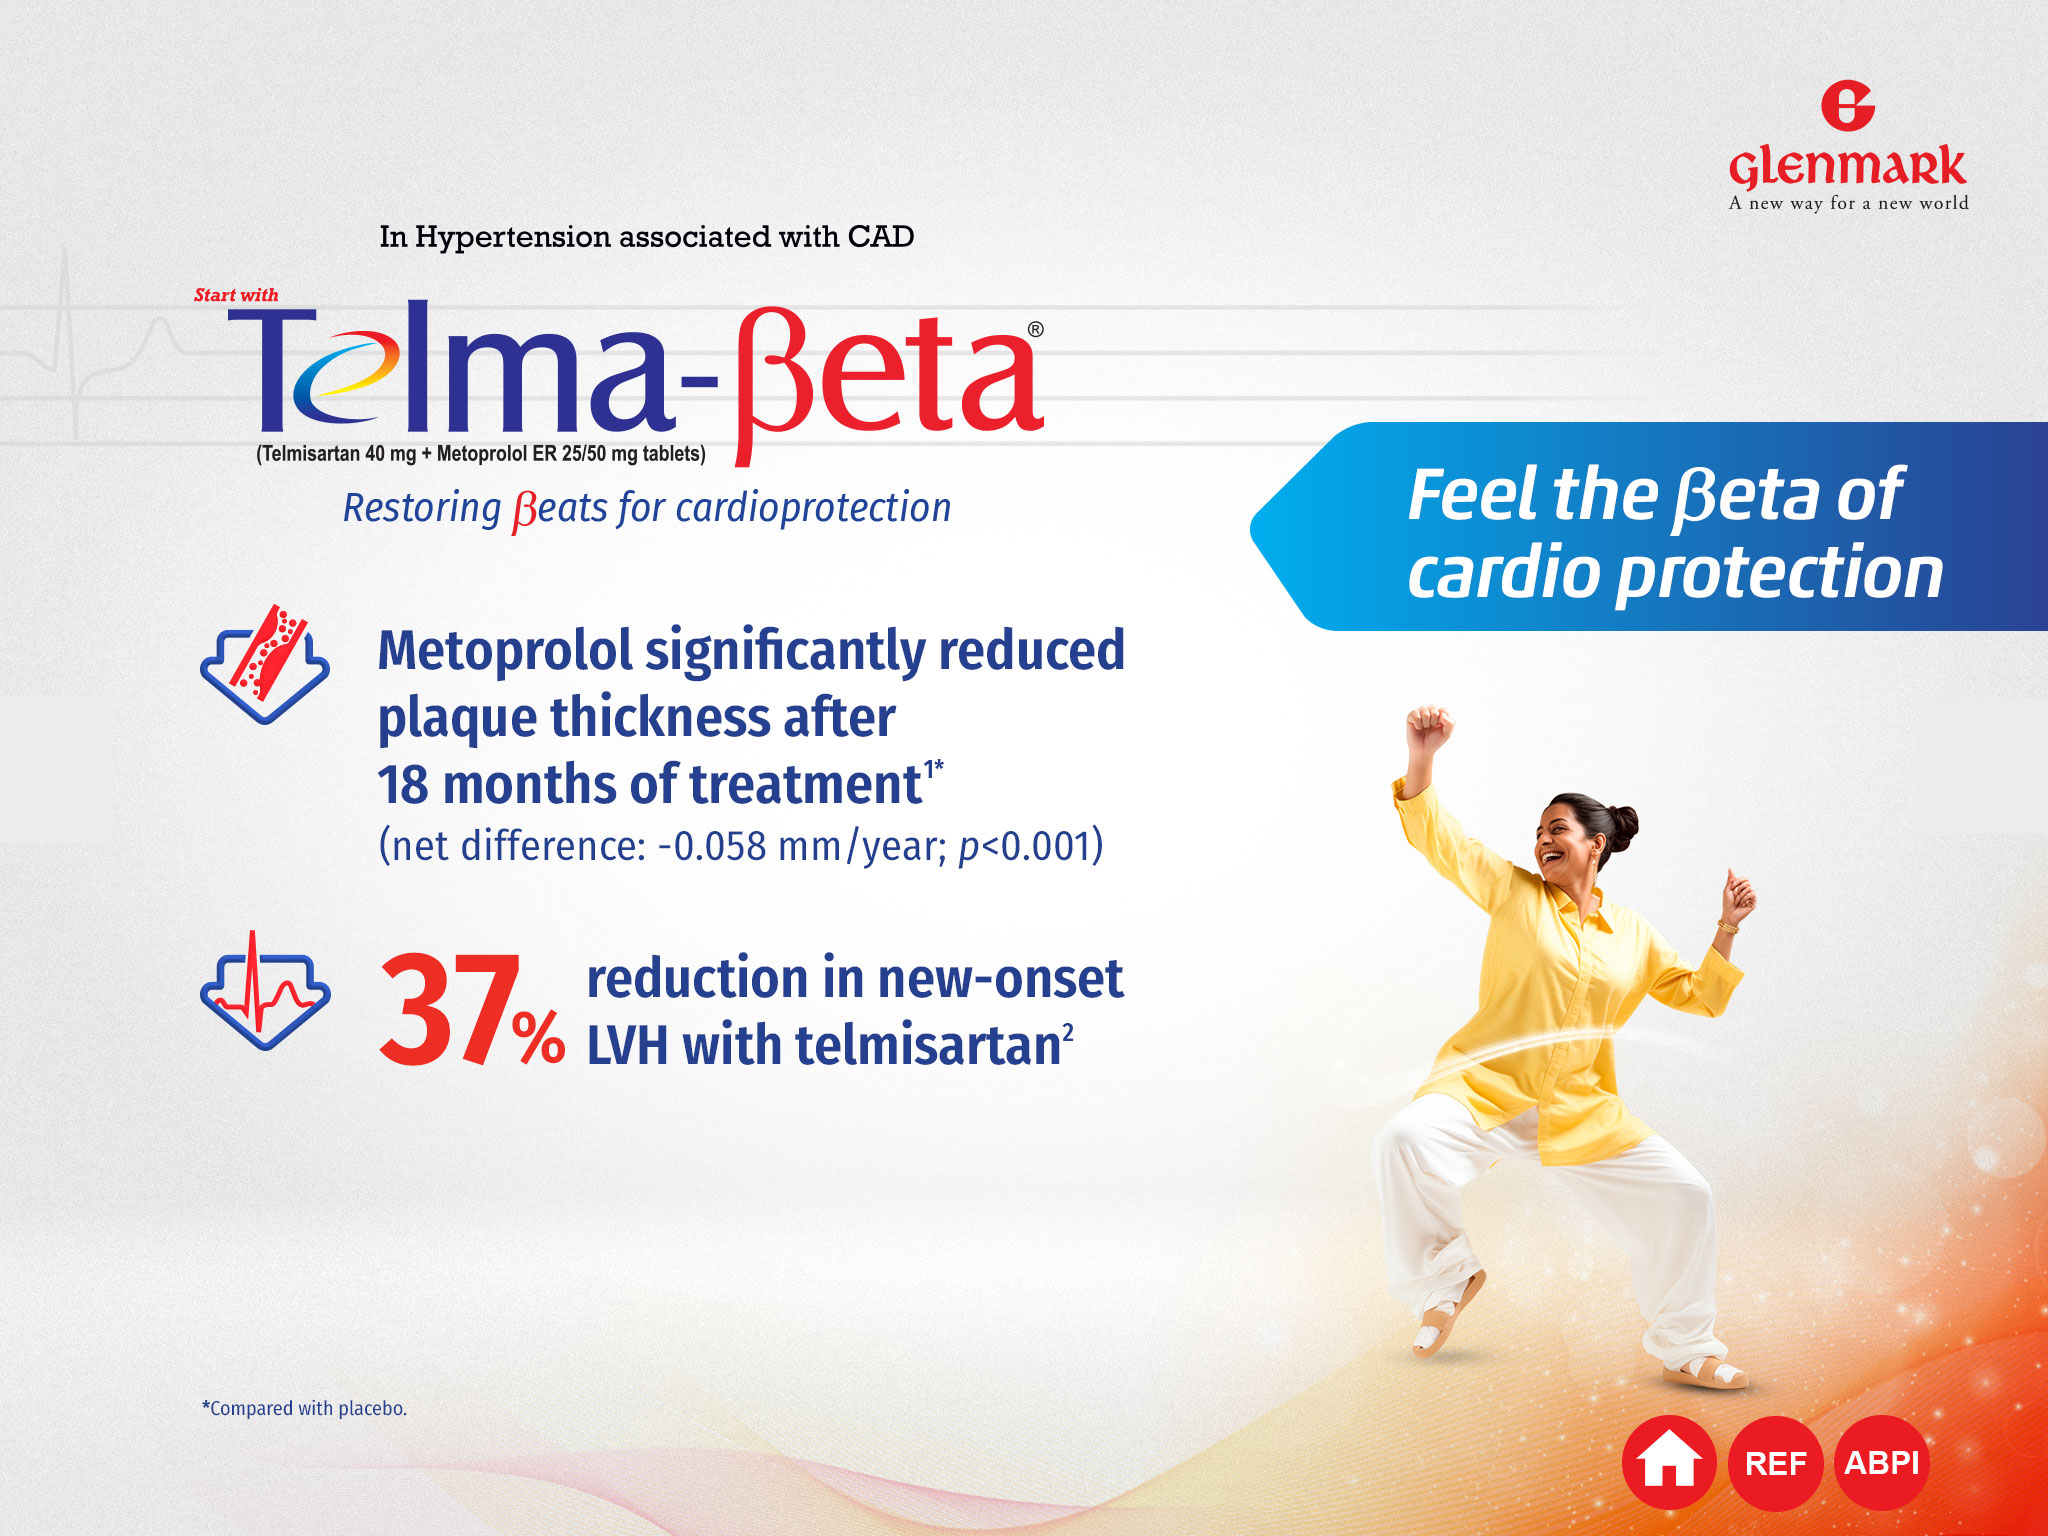 glenmark
A new way for a new world
In Hypertension associated with CAD
Start with
Telma-βeta®
(Telmisartan 40 mg + Metoprolol ER 25/50 mg tablets)
Restoring βeats for cardioprotection
Feel the βeta of
cardio protection
Metoprolol significantly reduced
plaque thickness after
18 months of treatment¹*
(net difference: -0.058 mm/year; p<0.001)
37% reduction in new-onset
LVH with telmisartan²
*Compared with placebo.
REF
ABPI